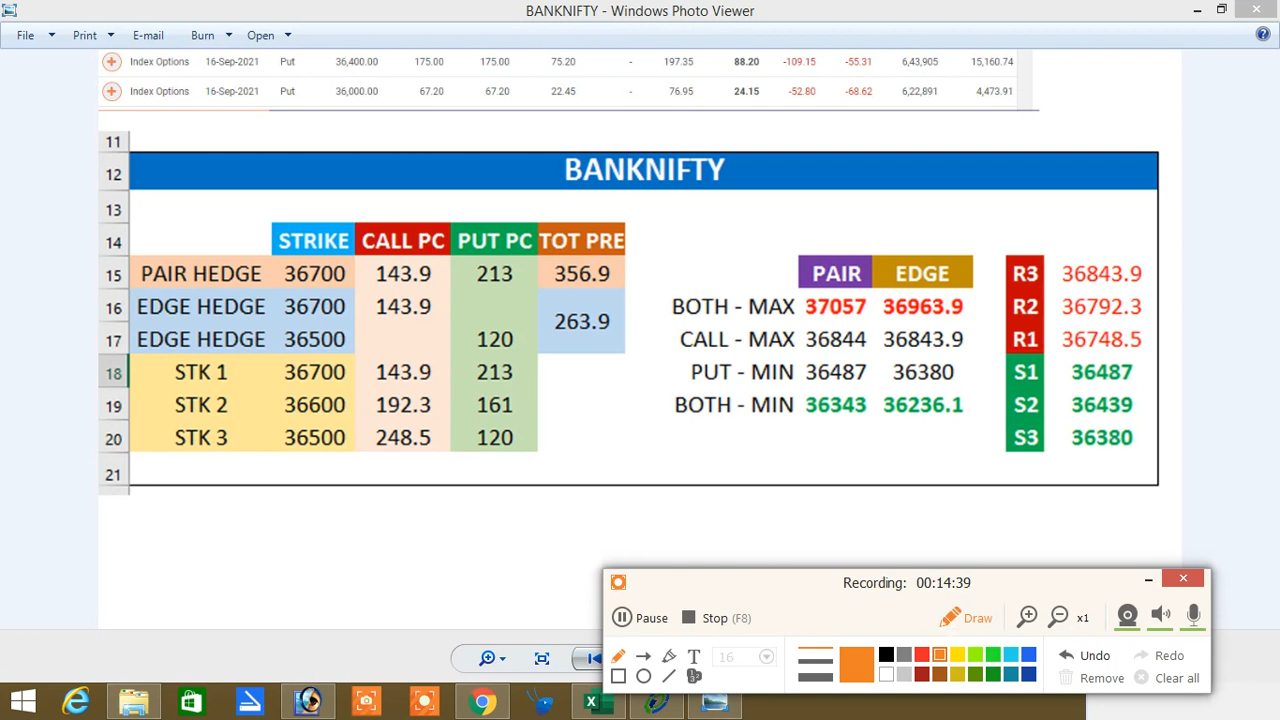 BANKNIFTY - Windows Photo Viewer
File Print E-mail Burn Open
Index Options 16-Sep-2021 Put 36,400.00 175.00 175.00 75.20 - 197.35 88.20 -109.15 -55.31 6,43,905 15,160.74
Index Options 16-Sep-2021 Put 36,000.00 67.20 67.20 22.45 - 76.95 24.15 -52.80 -68.62 6,22,891 4,473.91
11
12 BANKNIFTY
13
14 STRIKE CALL PC PUT PC TOT PRE
15 PAIR HEDGE 36700 143.9 213 356.9 PAIR EDGE R3 36843.9
16 EDGE HEDGE 36700 143.9 263.9 BOTH - MAX 37057 36963.9 R2 36792.3
17 EDGE HEDGE 36500 120 CALL - MAX 36844 36843.9 R1 36748.5
18 STK 1 36700 143.9 213 PUT - MIN 36487 36380 S1 36487
19 STK 2 36600 192.3 161 BOTH - MIN 36343 36236.1 S2 36439
20 STK 3 36500 248.5 120 S3 36380
21
Recording: 00:14:39
Pause Stop (F8) Draw x1
T 16 Undo Redo
Remove Clear all